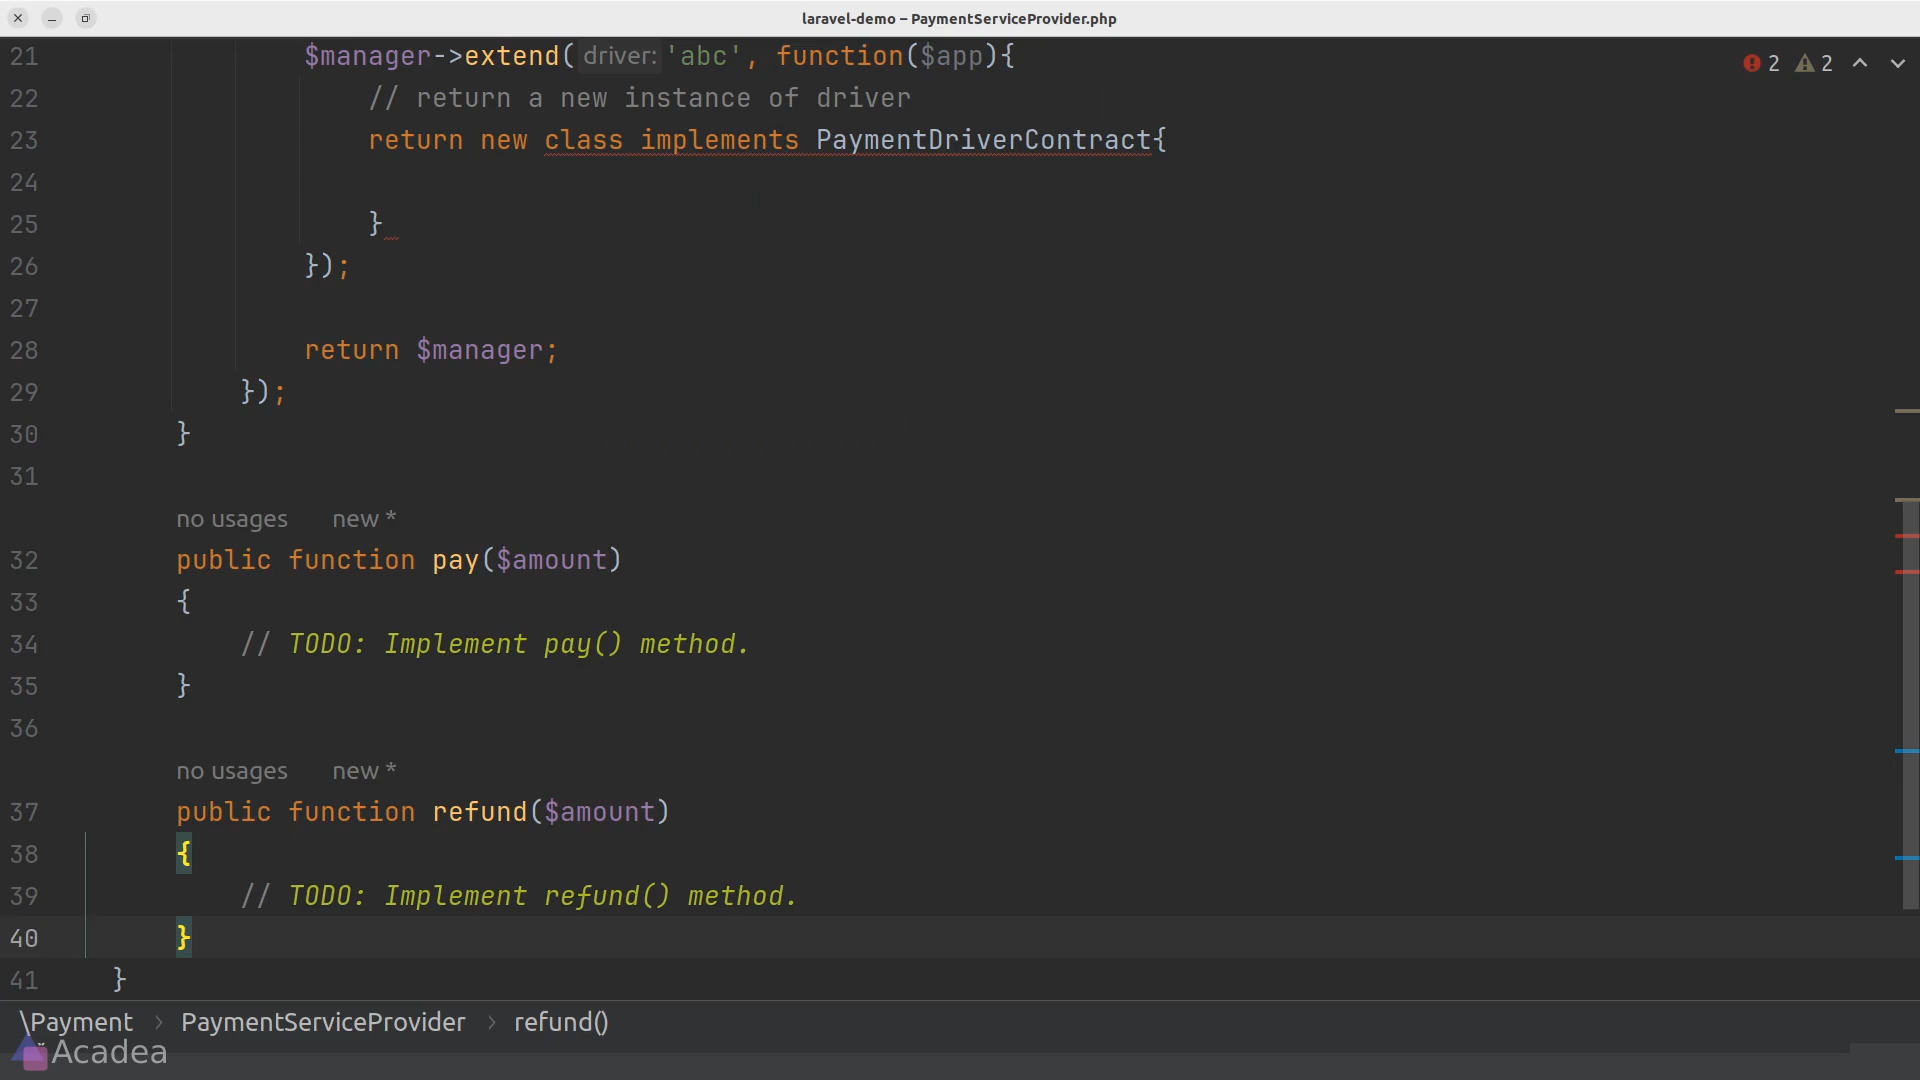 laravel-demo – PaymentServiceProvider.php
21 $manager->extend( driver: 'abc', function($app){
2 2
22 // return a new instance of driver
23 return new class implements PaymentDriverContract{
24
25 }
26 });
27
28 return $manager;
29 });
30 }
31
no usages new *
32 public function pay($amount)
33 {
34 // TODO: Implement pay() method.
35 }
36
no usages new *
37 public function refund($amount)
38 {
39 // TODO: Implement refund() method.
40 }
41 }
\Payment > PaymentServiceProvider > refund()
Acadea